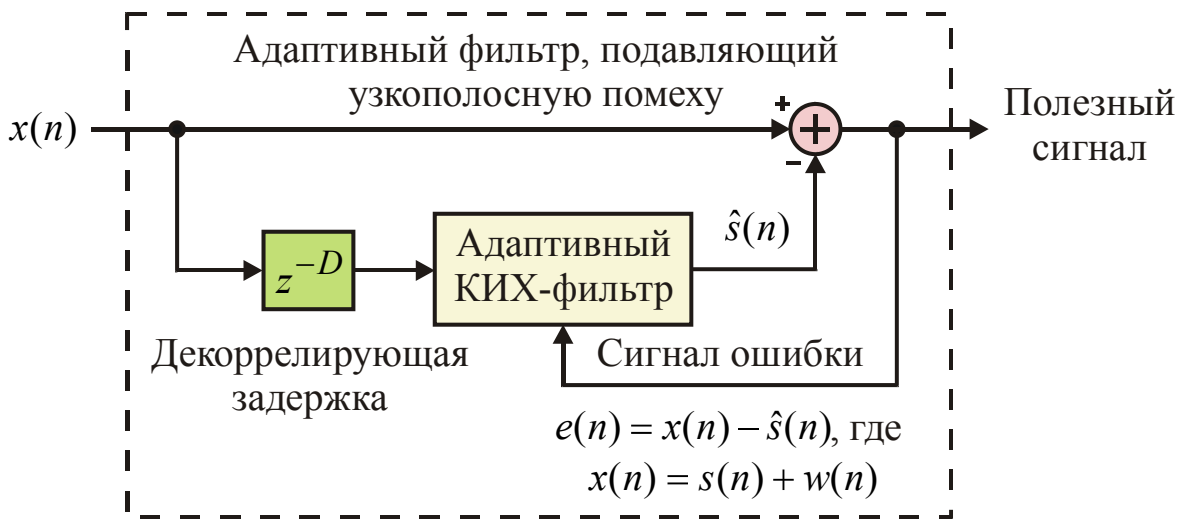 Адаптивный фильтр, подавляющий
узкополосную помеху
x(n)
+
+
−
Полезный
сигнал
z^{−D}
Адаптивный
КИХ-фильтр
ŝ(n)
Декоррелирующая
задержка
Сигнал ошибки
e(n) = x(n) − ŝ(n), где
x(n) = s(n) + w(n)